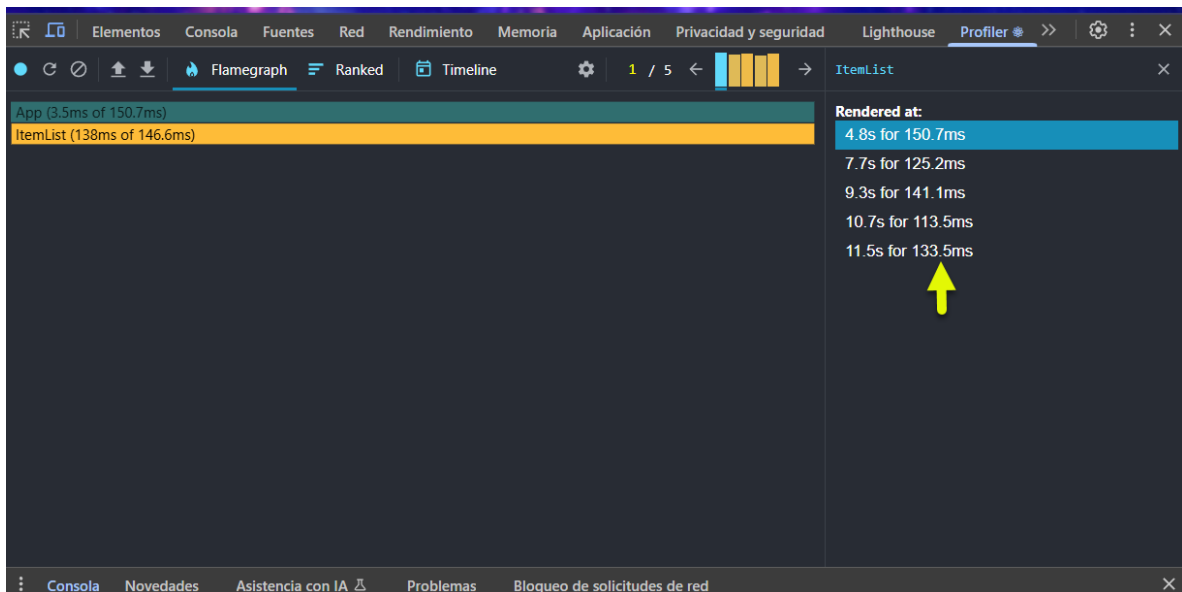 Elementos Consola Fuentes Red Rendimiento Memoria Aplicación Privacidad y seguridad Lighthouse Profiler
Flamegraph Ranked Timeline 1 / 5 ItemList
App (3.5ms of 150.7ms)
ItemList (138ms of 146.6ms)
Rendered at:
4.8s for 150.7ms
7.7s for 125.2ms
9.3s for 141.1ms
10.7s for 113.5ms
11.5s for 133.5ms
Consola Novedades Asistencia con IA Problemas Bloqueo de solicitudes de red